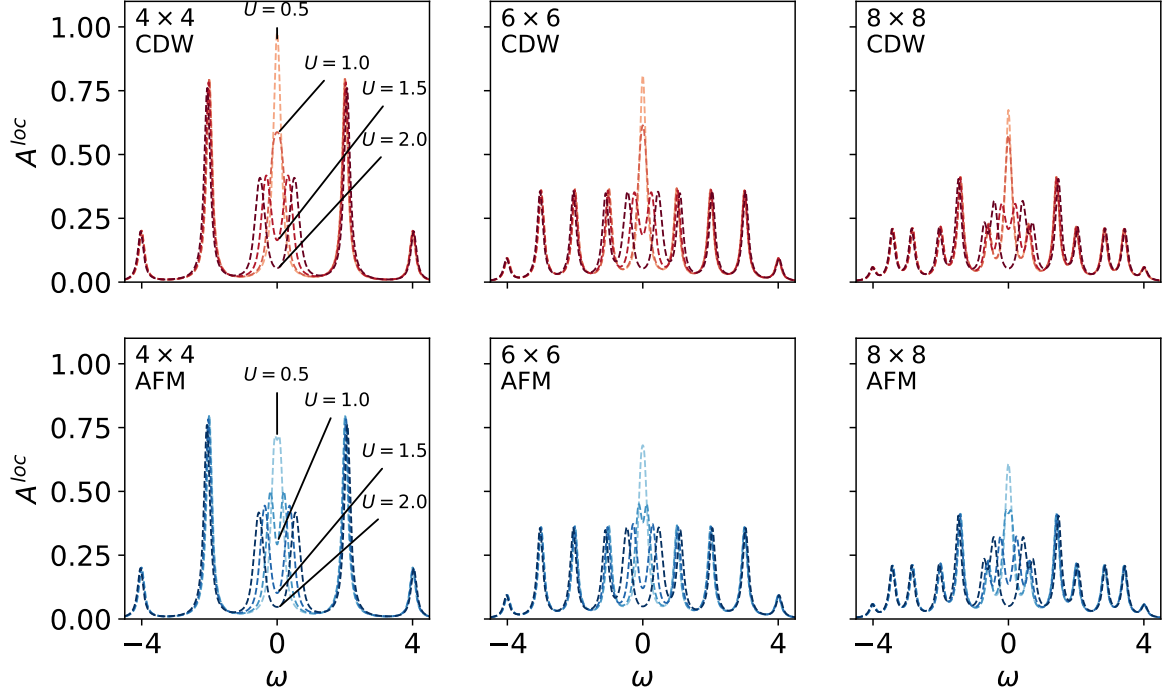 4 × 4
CDW
U = 0.5
U = 1.0
U = 1.5
U = 2.0
1.00
0.75
0.50
0.25
0.00
A^{loc}
6 × 6
CDW
8 × 8
CDW
4 × 4
AFM
U = 0.5
U = 1.0
U = 1.5
U = 2.0
1.00
0.75
0.50
0.25
0.00
A^{loc}
−4 0 4
ω
6 × 6
AFM
−4 0 4
ω
8 × 8
AFM
−4 0 4
ω